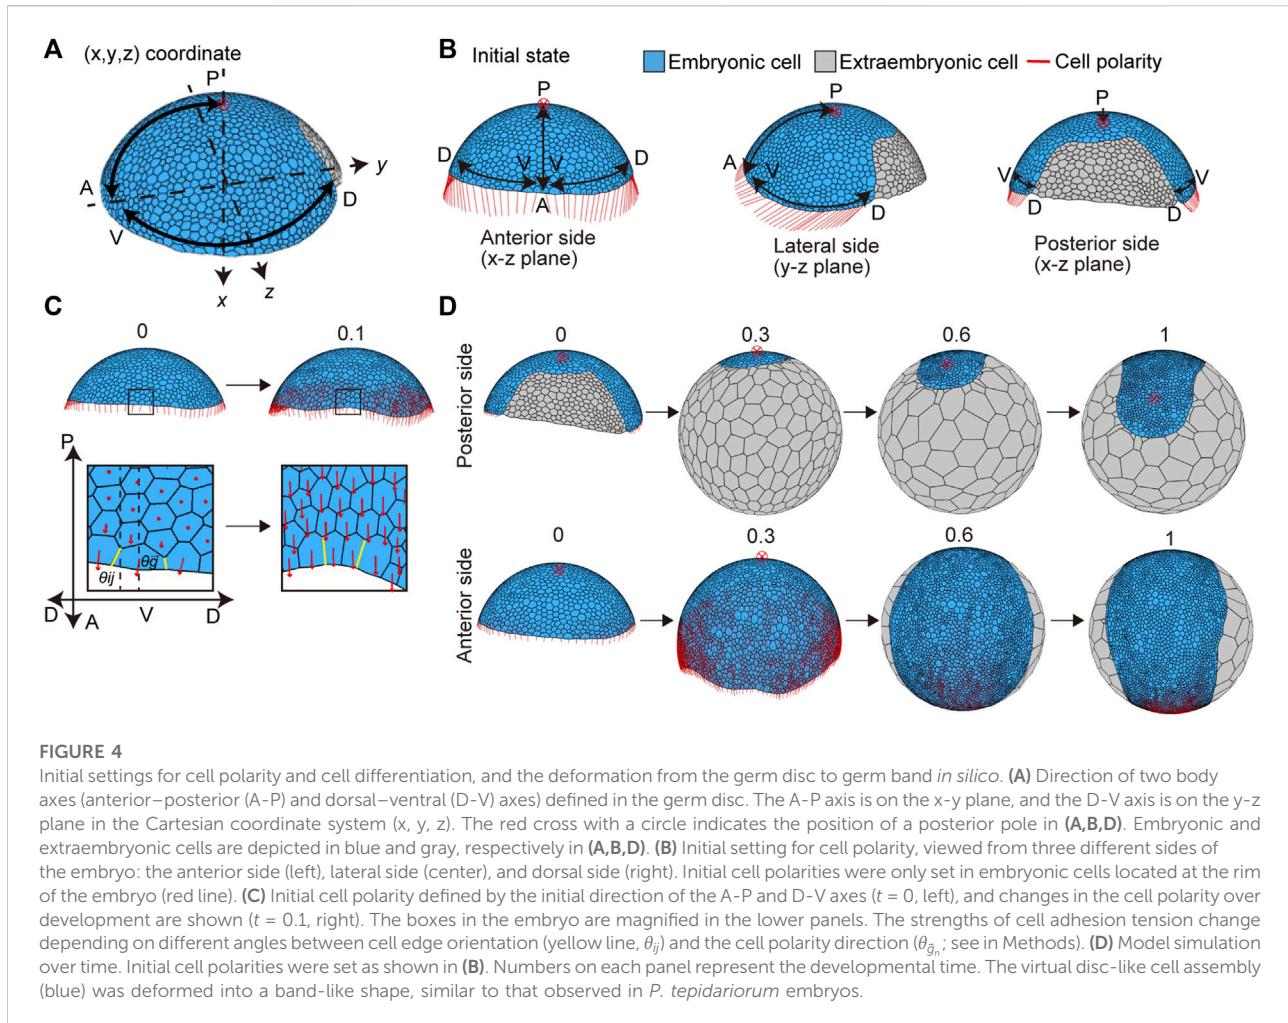 A
(x,y,z) coordinate
P
A
V
D
y
x
z
B
Initial state
Embryonic cell
Extraembryonic cell
Cell polarity
P
D
V
V
D
A
Anterior side
(x-z plane)
P
A
V
D
Lateral side
(y-z plane)
P
V
V
D
D
Posterior side
(x-z plane)
C
0
0.1
P
θij
θg⃗
D
A
V
D
D
Posterior side
0
0.3
0.6
1
Anterior side
0
0.3
0.6
1
FIGURE 4
Initial settings for cell polarity and cell differentiation, and the deformation from the germ disc to germ band in silico. (A) Direction of two body
axes (anterior–posterior (A-P) and dorsal–ventral (D-V) axes) defined in the germ disc. The A-P axis is on the x-y plane, and the D-V axis is on the y-z
plane in the Cartesian coordinate system (x, y, z). The red cross with a circle indicates the position of a posterior pole in (A,B,D). Embryonic and
extraembryonic cells are depicted in blue and gray, respectively in (A,B,D). (B) Initial setting for cell polarity, viewed from three different sides of
the embryo: the anterior side (left), lateral side (center), and dorsal side (right). Initial cell polarities were only set in embryonic cells located at the rim
of the embryo (red line). (C) Initial cell polarity defined by the initial direction of the A-P and D-V axes (t = 0, left), and changes in the cell polarity over
development are shown (t = 0.1, right). The boxes in the embryo are magnified in the lower panels. The strengths of cell adhesion tension change
depending on different angles between cell edge orientation (yellow line, θij) and the cell polarity direction (θg⃗n; see in Methods). (D) Model simulation
over time. Initial cell polarities were set as shown in (B). Numbers on each panel represent the developmental time. The virtual disc-like cell assembly
(blue) was deformed into a band-like shape, similar to that observed in P. tepidariorum embryos.